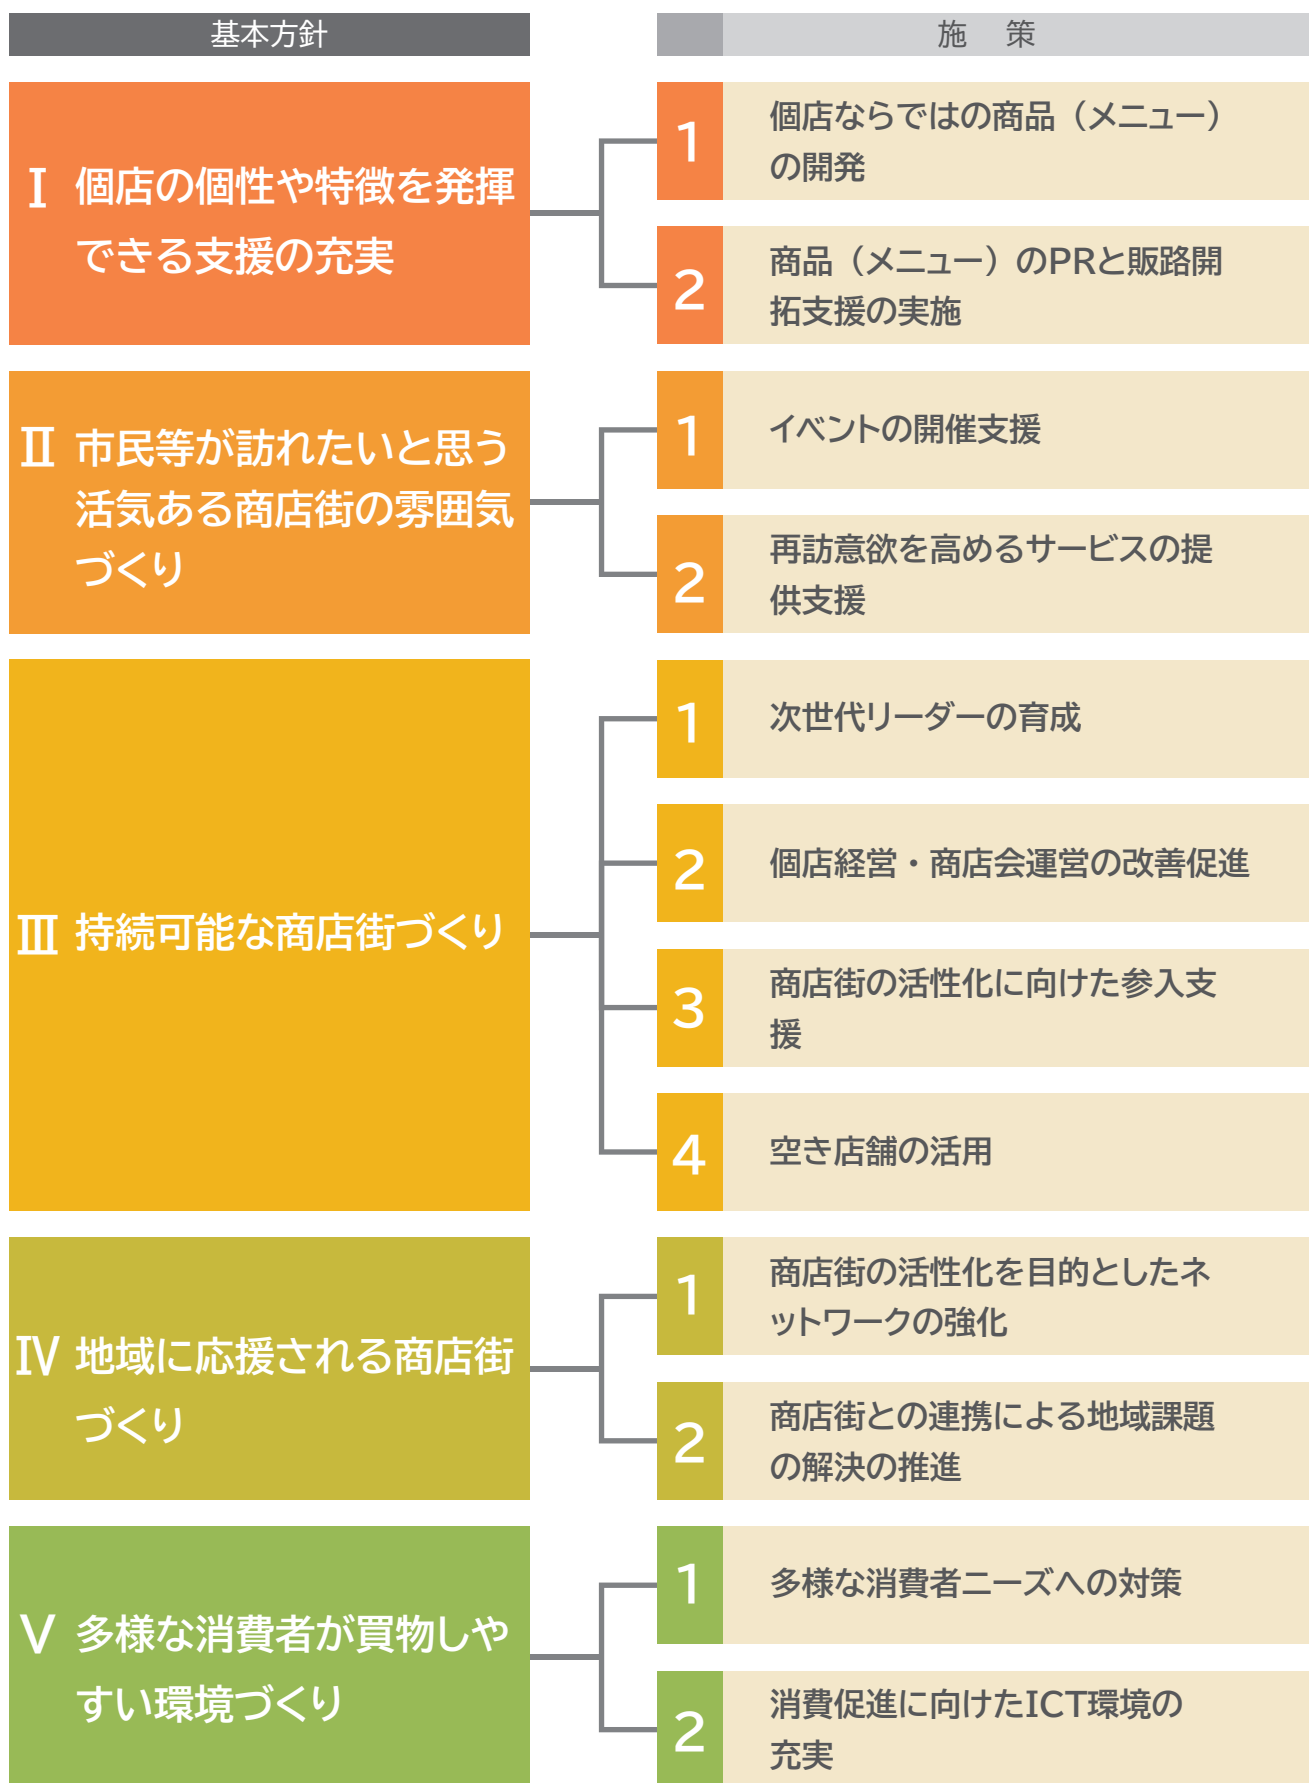 基本方針
施 策
Ⅰ 個店の個性や特徴を発揮
できる支援の充実
1 個店ならではの商品（メニュー）
の開発
2 商品（メニュー）のPRと販路開
拓支援の実施
Ⅱ 市民等が訪れたいと思う
活気ある商店街の雰囲気
づくり
1 イベントの開催支援
2 再訪意欲を高めるサービスの提
供支援
Ⅲ 持続可能な商店街づくり
1 次世代リーダーの育成
2 個店経営・商店会運営の改善促進
3 商店街の活性化に向けた参入支
援
4 空き店舗の活用
Ⅳ 地域に応援される商店街
づくり
1 商店街の活性化を目的としたネ
ットワークの強化
2 商店街との連携による地域課題
の解決の推進
Ⅴ 多様な消費者が買物しや
すい環境づくり
1 多様な消費者ニーズへの対策
2 消費促進に向けたICT環境の
充実